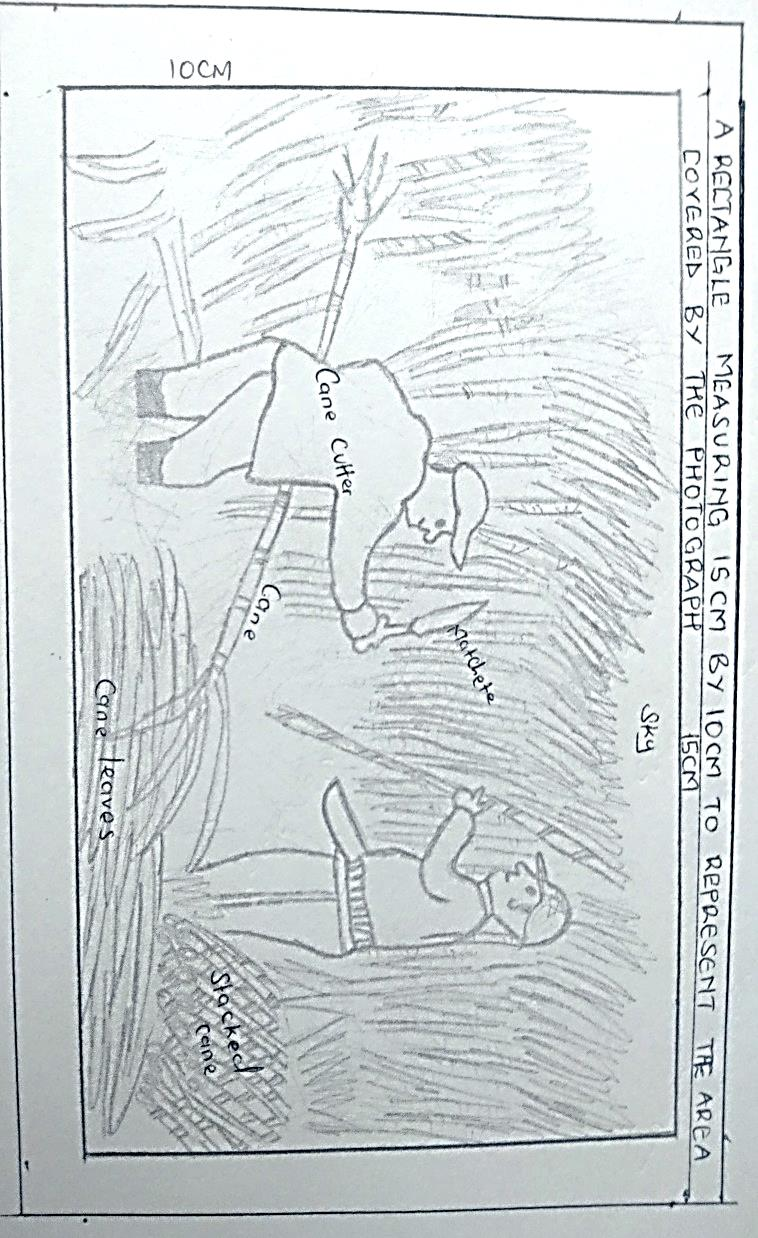 A RECTANGLE MEASURING 15CM BY 10CM TO REPRESENT THE AREA
COVERED BY THE PHOTOGRAPH
15CM
10CM
Sky
Matchete
Cane Cutter
Cane
Stacked
cane
Cane leaves